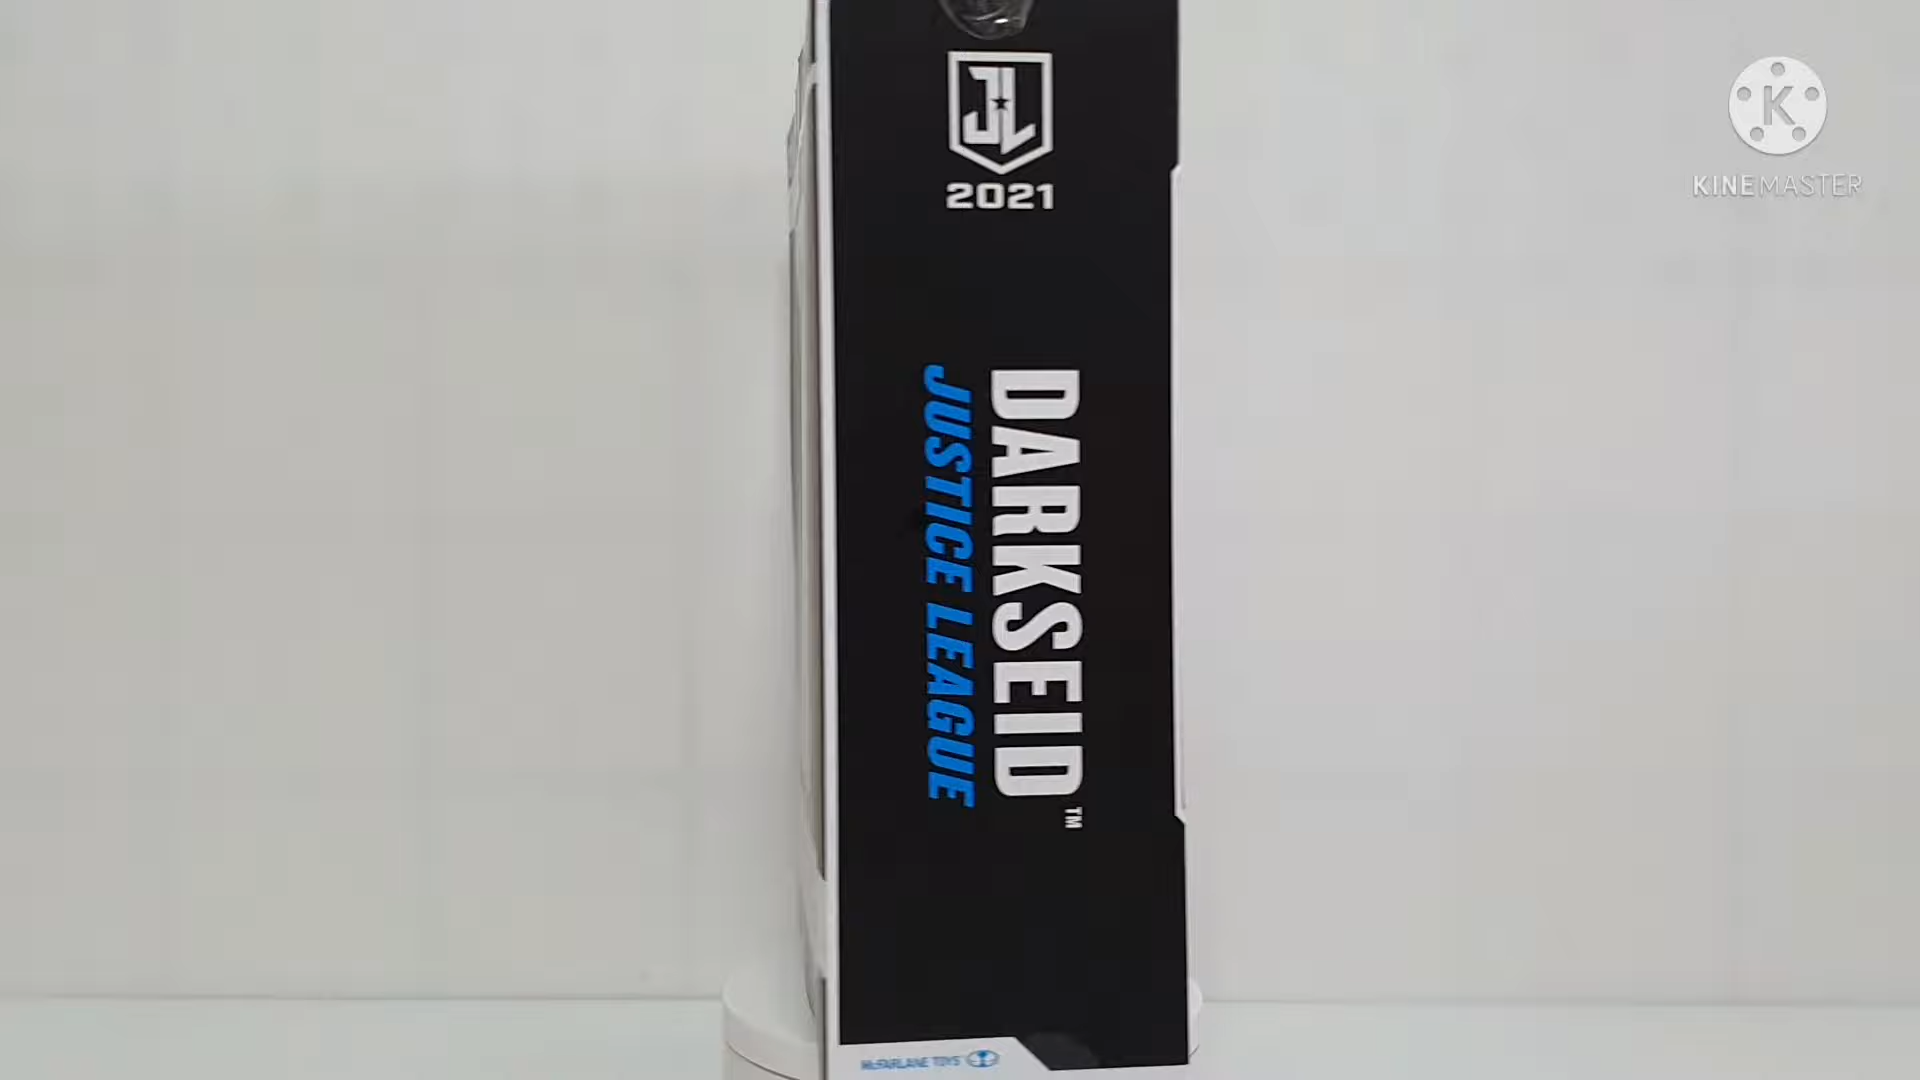 JL
2021
DARKSEID™
JUSTICE LEAGUE
McFARLANE TOYS
K
KINEMASTER